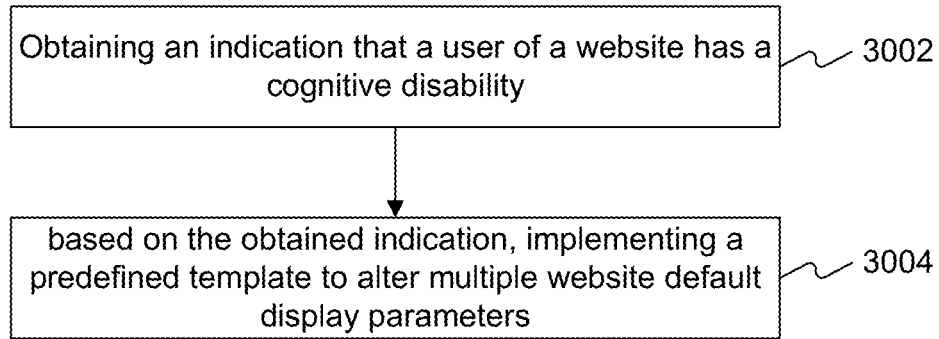 Obtaining an indication that a user of a website has a
cognitive disability
3002
based on the obtained indication, implementing a
predefined template to alter multiple website default
display parameters
3004